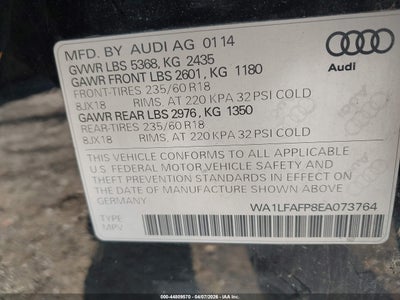 MFD. BY AUDI AG 01 14
GVWR LBS 5368, KG 2435
GAWR FRONT LBS 2601, KG 1180
FRONT-TIRES 235/60 R18
8JX18 RIMS, AT 220 KPA 32 PSI COLD
GAWR REAR LBS 2976, KG 1350
REAR-TIRES 235/60 R18
8JX18 RIMS, AT 220 KPA 32 PSI COLD
Audi
THIS VEHICLE CONFORMS TO ALL APPLICABLE
U.S FEDERAL MOTOR VEHICLE SAFETY AND
THEFT PREVENTION STANDARDS IN EFFECT ON
THE DATE OF MANUFACTURE SHOWN ABOVE.
WA1LFAFP8EA073764
TYPE:
MPV
000-44809570 - 04/07/2026 - IAAI.COM